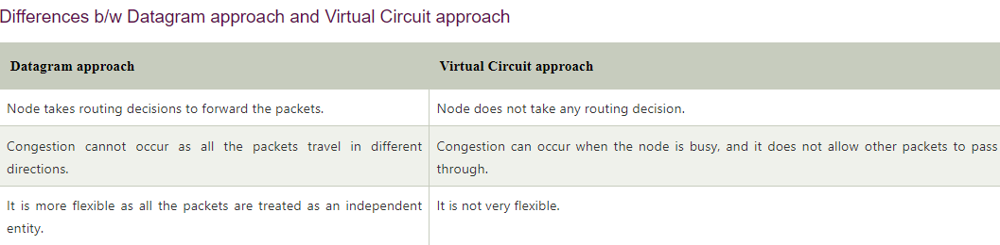 Differences b/w Datagram approach and Virtual Circuit approach
Datagram approach
Virtual Circuit approach
Node takes routing decisions to forward the packets.
Node does not take any routing decision.
Congestion cannot occur as all the packets travel in different
directions.
Congestion can occur when the node is busy, and it does not allow other packets to pass
through.
It is more flexible as all the packets are treated as an independent
entity.
It is not very flexible.